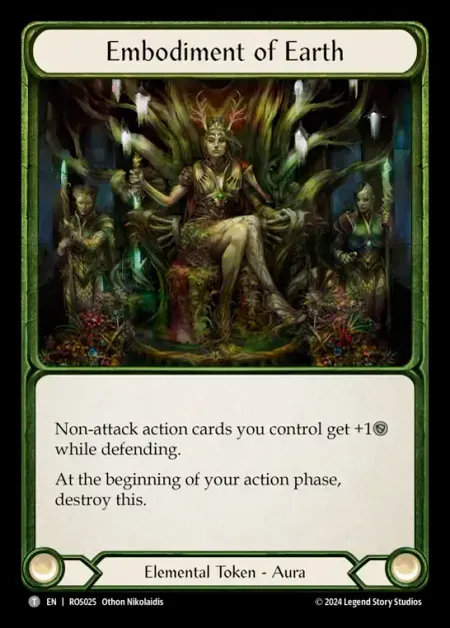 Embodiment of Earth
Non-attack action cards you control get +1
while defending.
At the beginning of your action phase,
destroy this.
Elemental Token - Aura
T EN | ROS025 Othon Nikolaidis © 2024 Legend Story Studios